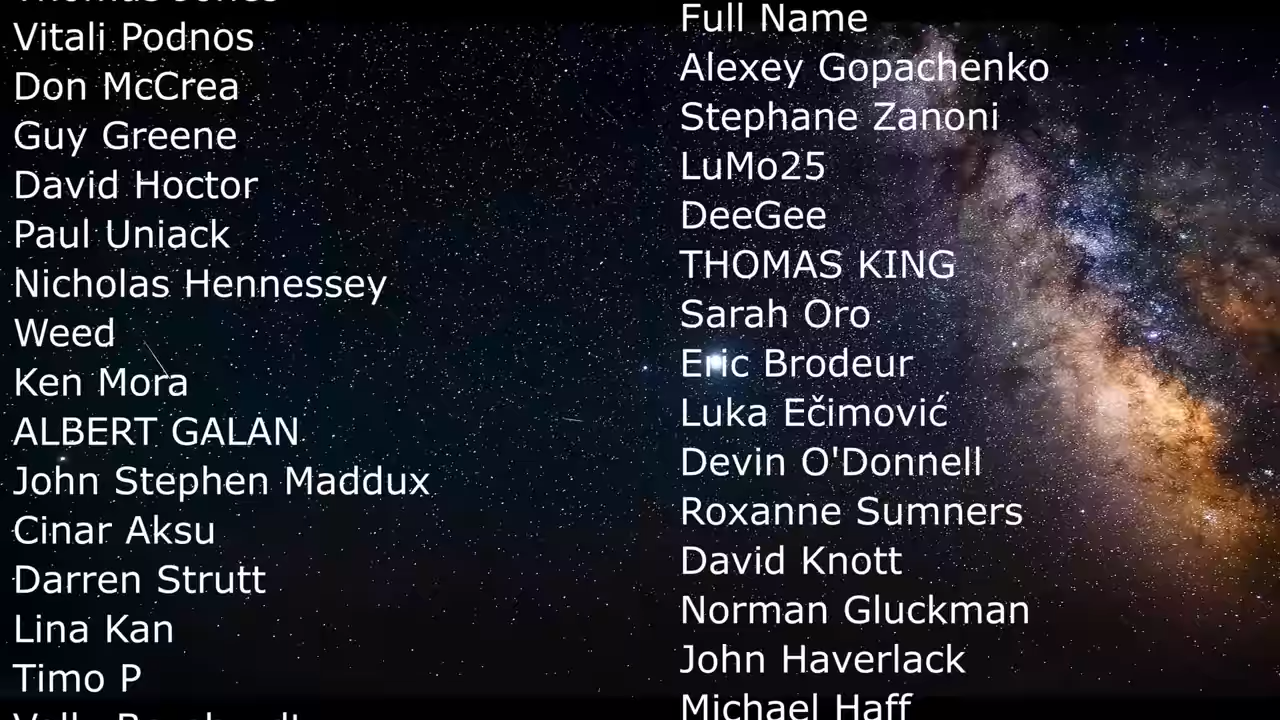 Vitali Podnos
Don McCrea
Guy Greene
David Hoctor
Paul Uniack
Nicholas Hennessey
Weed
Ken Mora
ALBERT GALAN
John Stephen Maddux
Cinar Aksu
Darren Strutt
Lina Kan
Timo P
Full Name
Alexey Gopachenko
Stephane Zanoni
LuMo25
DeeGee
THOMAS KING
Sarah Oro
Eric Brodeur
Luka Ečimović
Devin O'Donnell
Roxanne Sumners
David Knott
Norman Gluckman
John Haverlack
Michael Haff